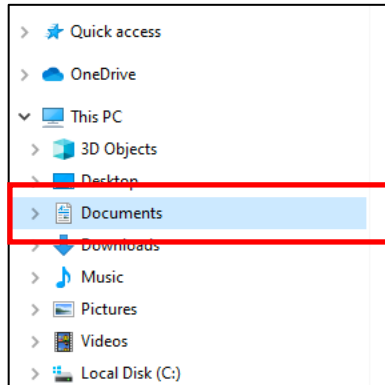 Quick access
OneDrive
This PC
3D Objects
Desktop
Documents
Downloads
Music
Pictures
Videos
Local Disk (C:)